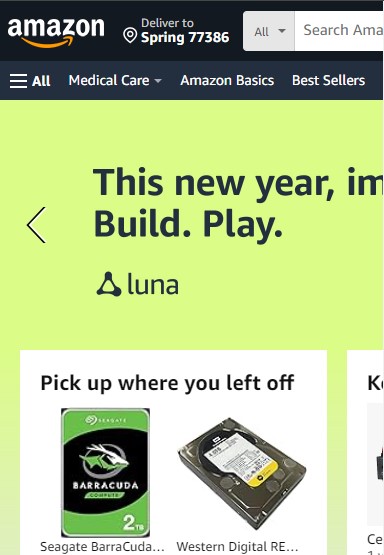 amazon
Deliver to
Spring 77386
All
Search Ama
All
Medical Care
Amazon Basics
Best Sellers
This new year, im
Build. Play.
luna
Pick up where you left off
K
SEAGATE
BARRACUDA
COMPUTE
2TB
Seagate BarraCuda...
Western Digital RE...
Ce